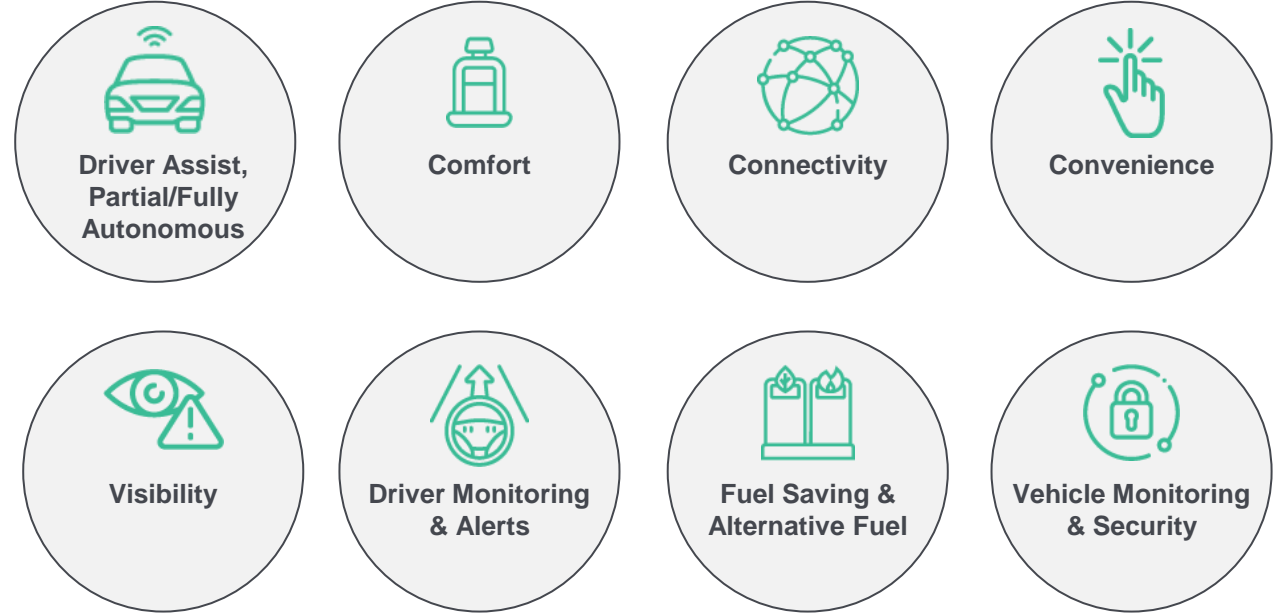 Driver Assist,
Partial/Fully
Autonomous
Comfort
Connectivity
Convenience
Visibility
Driver Monitoring
& Alerts
Fuel Saving &
Alternative Fuel
Vehicle Monitoring
& Security